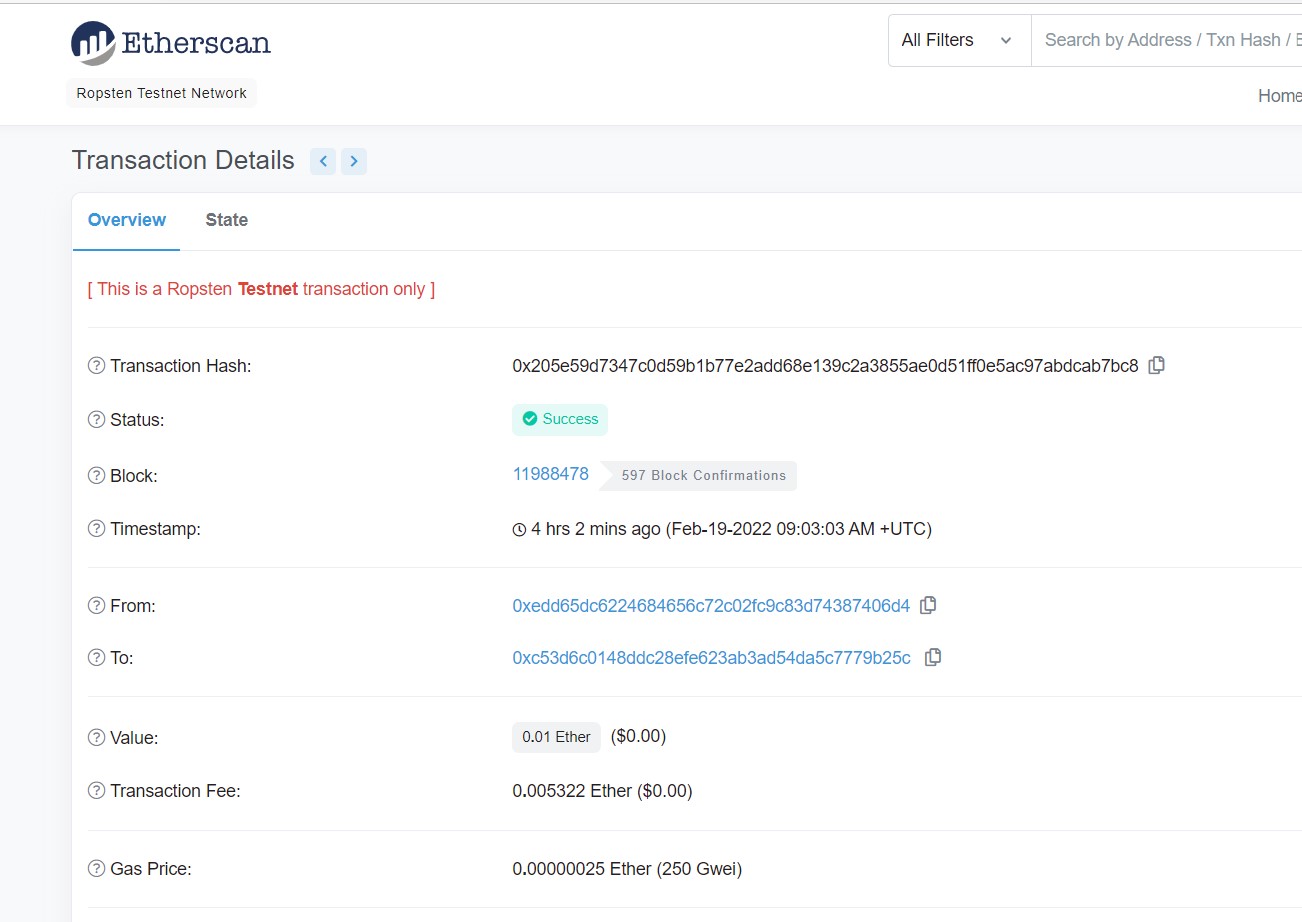 Etherscan
All Filters
Search by Address / Txn Hash /
Ropsten Testnet Network
Home
Transaction Details
Overview State
[ This is a Ropsten Testnet transaction only ]
Transaction Hash: 0x205e59d7347c0d59b1b77e2add68e139c2a3855ae0d51ff0e5ac97abdcab7bc8
Status: Success
Block: 11988478 597 Block Confirmations
Timestamp: 4 hrs 2 mins ago (Feb-19-2022 09:03:03 AM +UTC)
From: 0xedd65dc6224684656c72c02fc9c83d74387406d4
To: 0xc53d6c0148ddc28efe623ab3ad54da5c7779b25c
Value: 0.01 Ether ($0.00)
Transaction Fee: 0.005322 Ether ($0.00)
Gas Price: 0.00000025 Ether (250 Gwei)